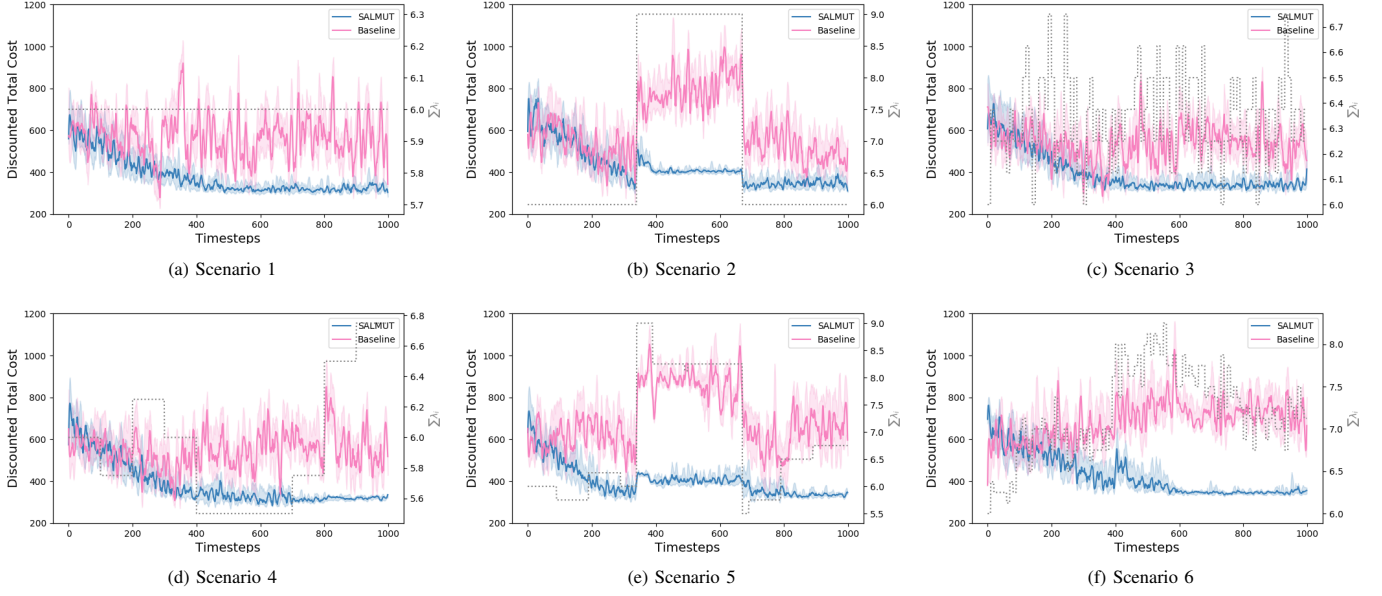 SALMUT
Baseline
Discounted Total Cost
1200
1000
800
600
400
200
6.3
6.2
6.1
6.0
5.9
5.8
5.7
∑λᵢ
0 200 400 600 800 1000
Timesteps
(a) Scenario 1
SALMUT
Baseline
Discounted Total Cost
1200
1000
800
600
400
200
9.0
8.5
8.0
7.5
7.0
6.5
6.0
∑λᵢ
0 200 400 600 800 1000
Timesteps
(b) Scenario 2
SALMUT
Baseline
Discounted Total Cost
1200
1000
800
600
400
200
6.7
6.6
6.5
6.4
6.3
6.2
6.1
6.0
∑λᵢ
0 200 400 600 800 1000
Timesteps
(c) Scenario 3
SALMUT
Baseline
Discounted Total Cost
1200
1000
800
600
400
200
6.8
6.6
6.4
6.2
6.0
5.8
5.6
∑λᵢ
0 200 400 600 800 1000
Timesteps
(d) Scenario 4
SALMUT
Baseline
Discounted Total Cost
1200
1000
800
600
400
200
9.0
8.5
8.0
7.5
7.0
6.5
6.0
5.5
∑λᵢ
0 200 400 600 800 1000
Timesteps
(e) Scenario 5
SALMUT
Baseline
Discounted Total Cost
1200
1000
800
600
400
200
8.0
7.5
7.0
6.5
6.0
∑λᵢ
0 200 400 600 800 1000
Timesteps
(f) Scenario 6